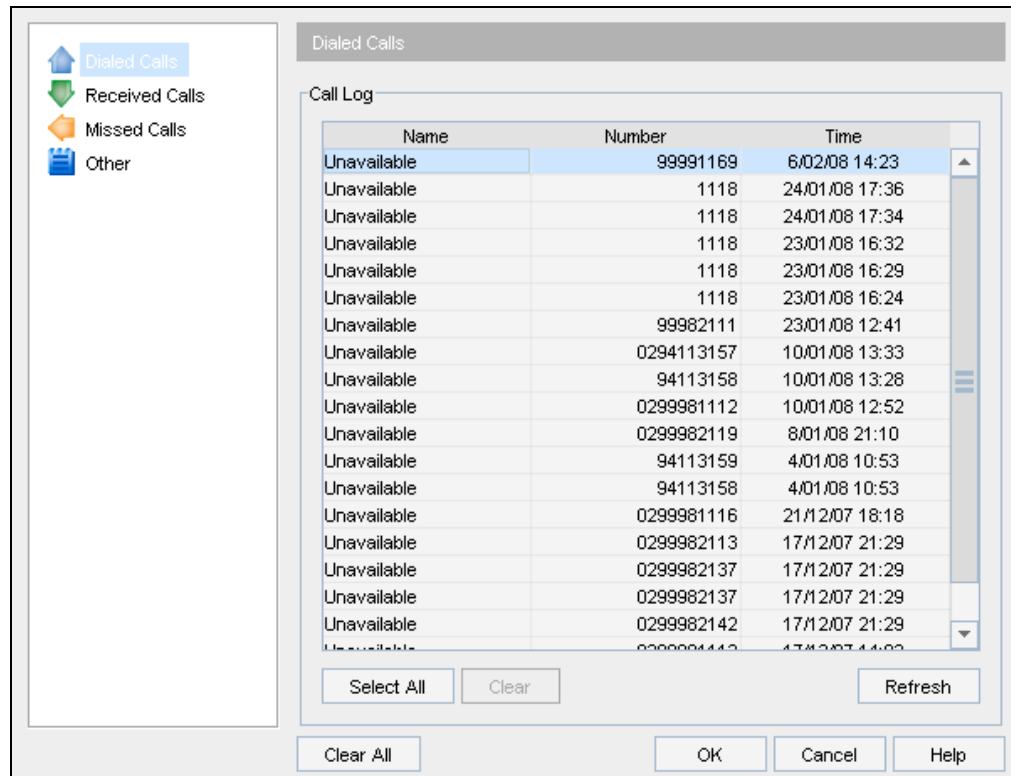 Dialed Calls
Received Calls
Missed Calls
Other
Dialed Calls
Call Log
Name Number Time
Unavailable 99991169 6/02/08 14:23
Unavailable 1118 24/01/08 17:36
Unavailable 1118 24/01/08 17:34
Unavailable 1118 23/01/08 16:32
Unavailable 1118 23/01/08 16:29
Unavailable 1118 23/01/08 16:24
Unavailable 99982111 23/01/08 12:41
Unavailable 0294113157 10/01/08 13:33
Unavailable 94113158 10/01/08 13:28
Unavailable 0299981112 10/01/08 12:52
Unavailable 0299982119 8/01/08 21:10
Unavailable 94113159 4/01/08 10:53
Unavailable 94113158 4/01/08 10:53
Unavailable 0299981116 21/12/07 18:18
Unavailable 0299982113 17/12/07 21:29
Unavailable 0299982137 17/12/07 21:29
Unavailable 0299982137 17/12/07 21:29
Unavailable 0299982142 17/12/07 21:29
Select All Clear Refresh
Clear All OK Cancel Help